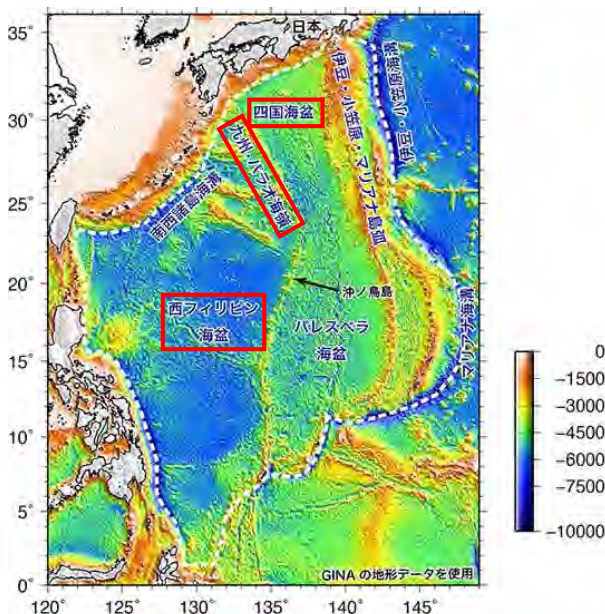 35°
30°
25°
20°
15°
10°
5°
0°
120°
125°
130°
135°
140°
145°
日本
四国海盆
九州・パラオ海嶺
南西諸島海溝
伊豆・小笠原・マリアナ島弧
伊豆・小笠原海溝
沖ノ鳥島
西フィリピン
海盆
パレスベラ
海盆
マリアナ海溝
GINAの地形データを使用
0
−1500
−3000
−4500
−6000
−7500
−10000